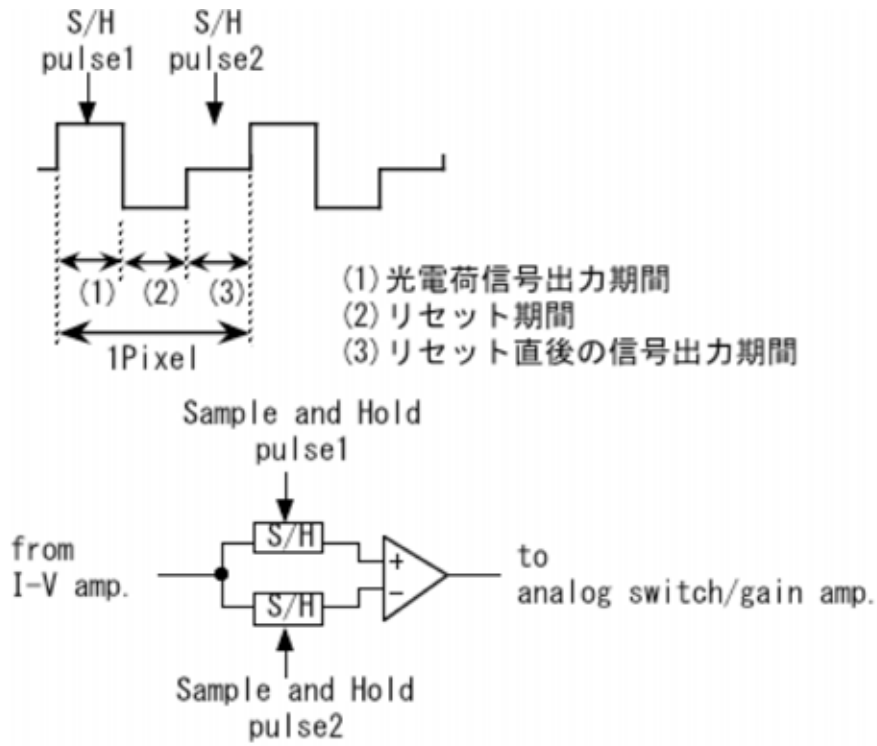 S/H
pulse1
S/H
pulse2
(1)
(2)
(3)
1Pixel
(1)光電荷信号出力期間
(2)リセット期間
(3)リセット直後の信号出力期間
Sample and Hold
pulse1
from
I-V amp.
S/H
S/H
+
−
to
analog switch/gain amp.
Sample and Hold
pulse2